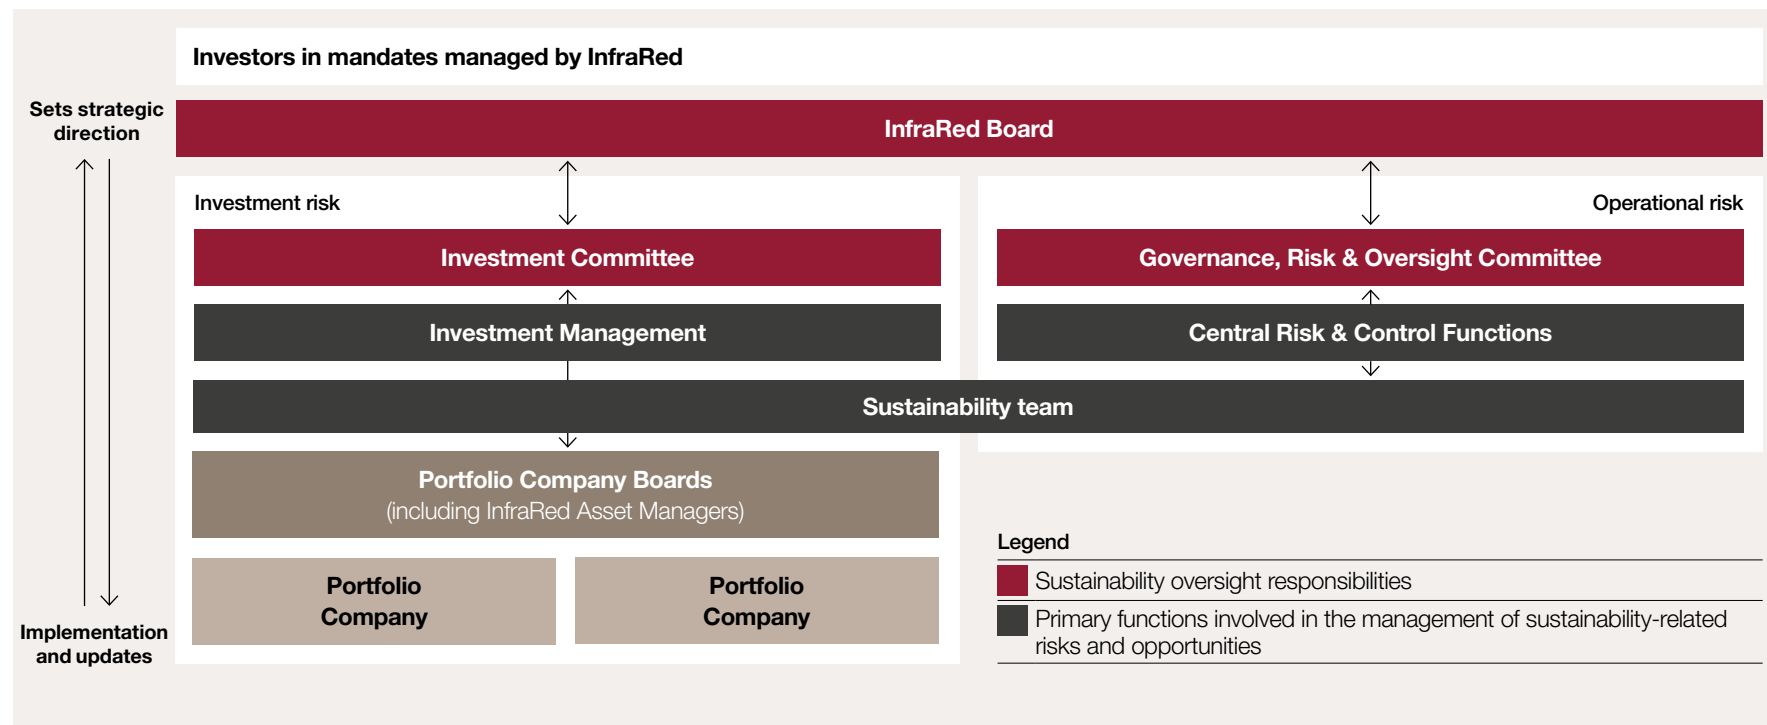 Investors in mandates managed by InfraRed
Sets strategic
direction
InfraRed Board
Investment risk
Operational risk
Investment Committee
Governance, Risk & Oversight Committee
Investment Management
Central Risk & Control Functions
Sustainability team
Portfolio Company Boards
(including InfraRed Asset Managers)
Portfolio
Company
Portfolio
Company
Implementation
and updates
Legend
Sustainability oversight responsibilities
Primary functions involved in the management of sustainability-related
risks and opportunities